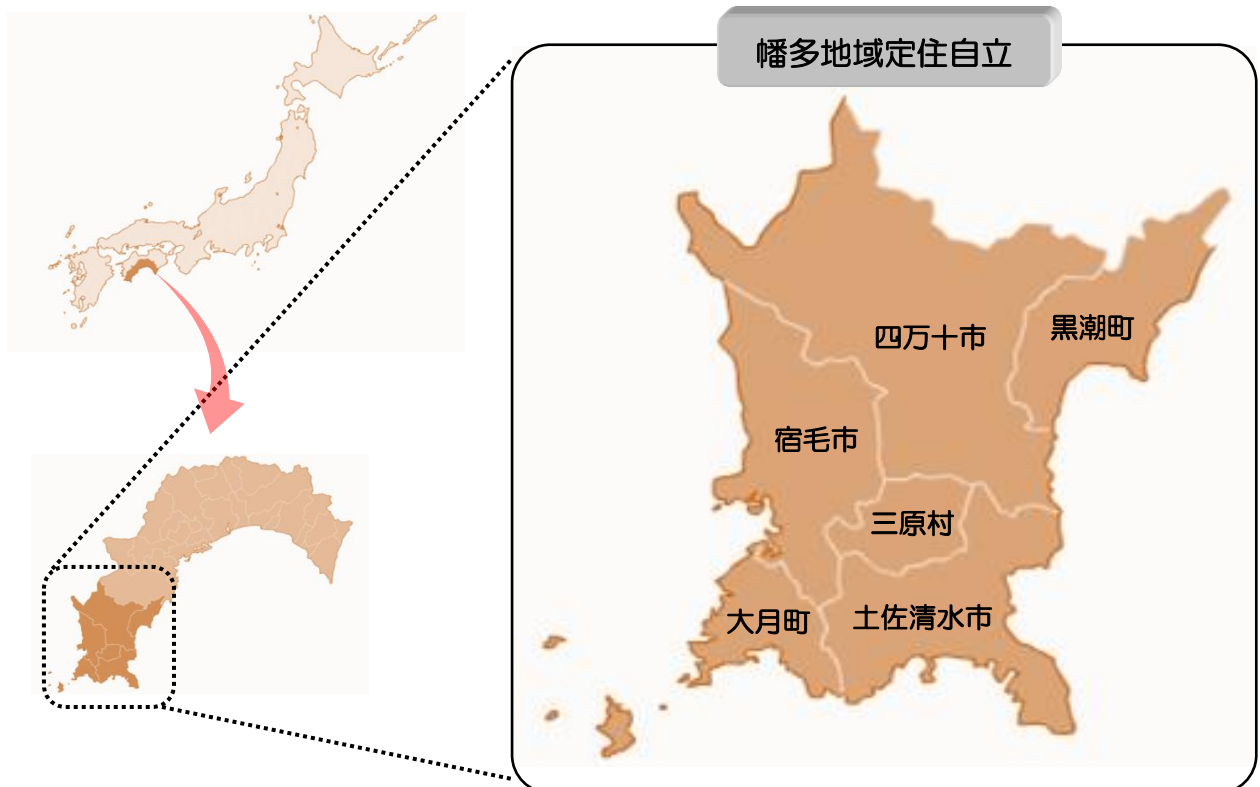 幡多地域定住自立
四万十市
黒潮町
宿毛市
三原村
大月町
土佐清水市